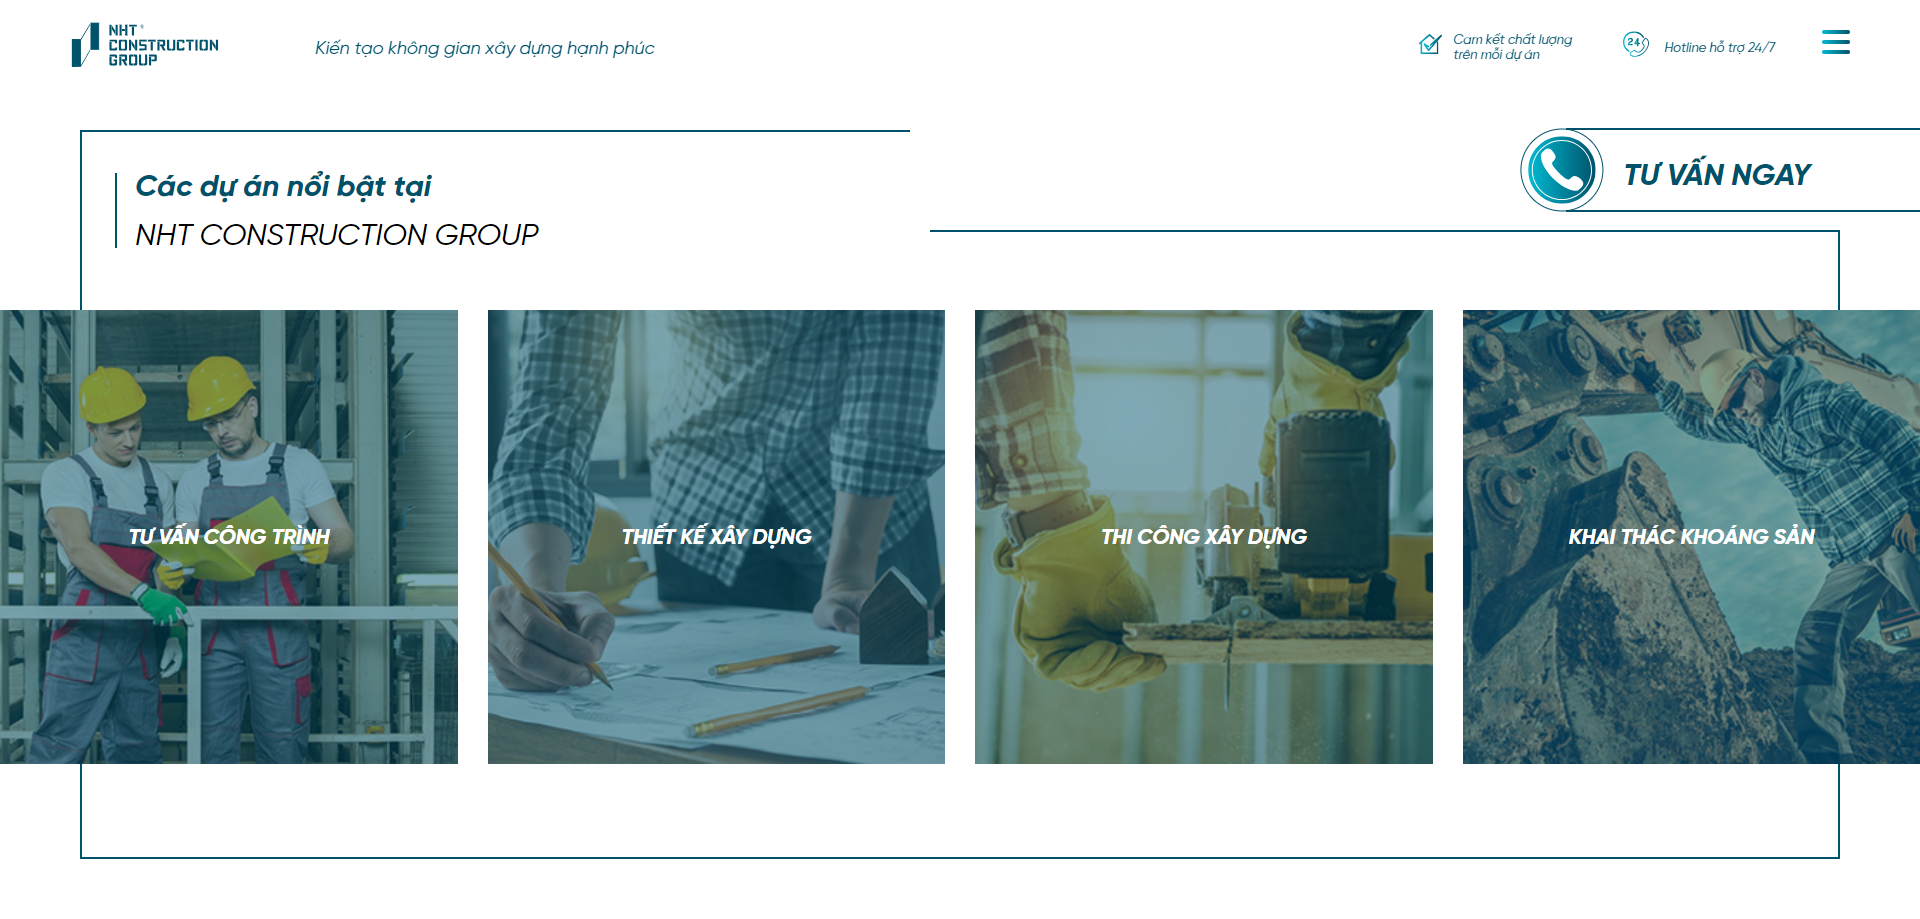 NHT®
CONSTRUCTION
GROUP
Kiến tạo không gian xây dựng hạnh phúc
Cam kết chất lượng
trên mỗi dự án
24
Hotline hỗ trợ 24/7
Các dự án nổi bật tại
NHT CONSTRUCTION GROUP
TƯ VẤN NGAY
TƯ VẤN CÔNG TRÌNH
THIẾT KẾ XÂY DỰNG
THI CÔNG XÂY DỰNG
KHAI THÁC KHOÁNG SẢN